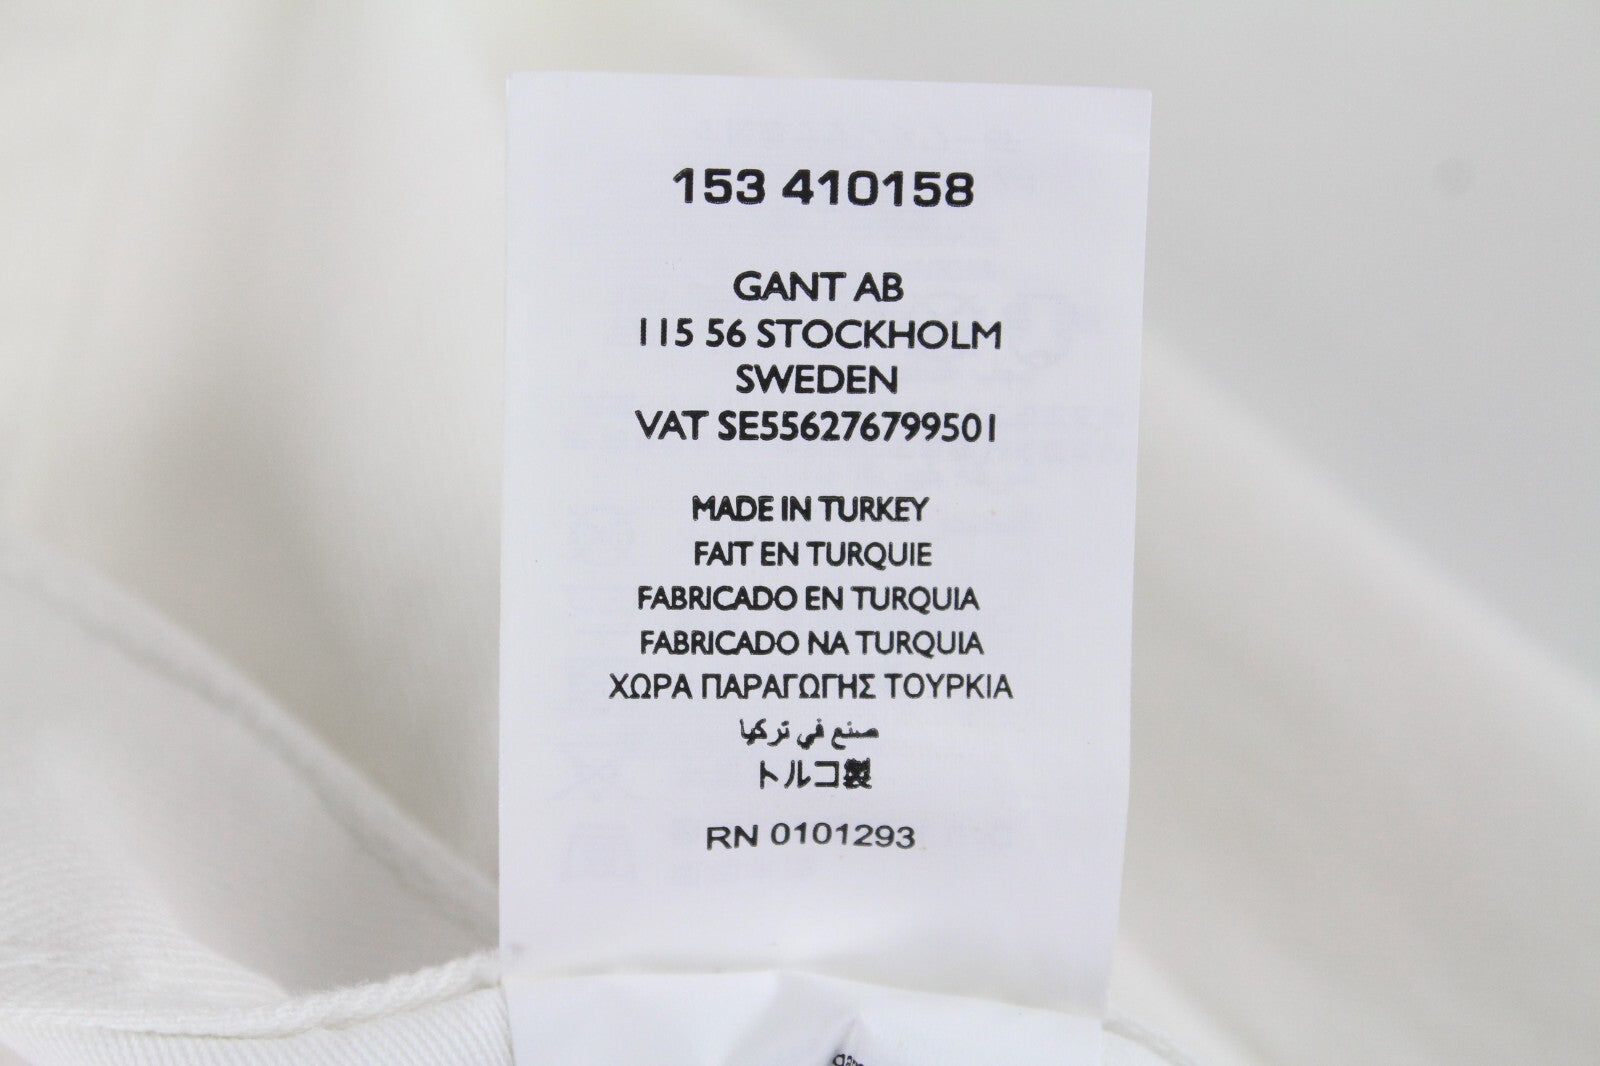 153 410158
GANT AB
115 56 STOCKHOLM
SWEDEN
VAT SE556276799501
MADE IN TURKEY
FAIT EN TURQUIE
FABRICADO EN TURQUIA
FABRICADO NA TURQUIA
ΧΩΡΑ ΠΑΡΑΓΩΓΗΣ ΤΟΥΡΚΙΑ
صنع في تركيا
トルコ製
RN 0101293